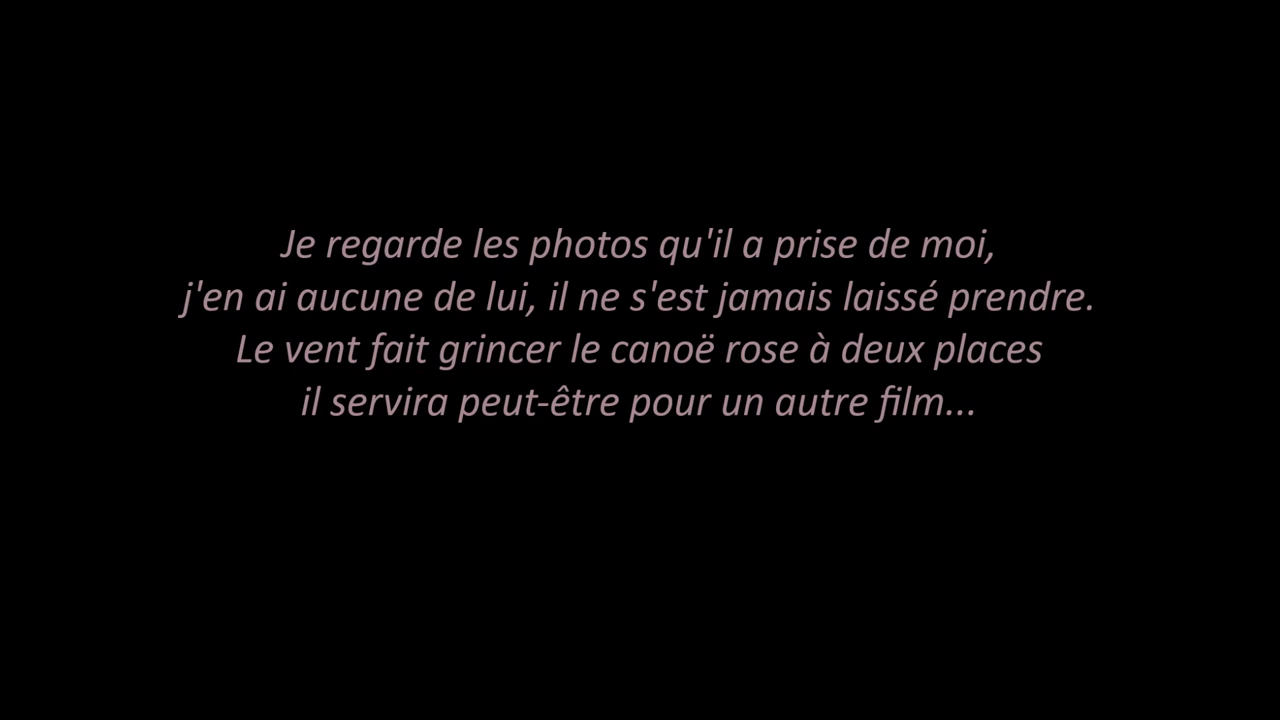 Je regarde les photos qu'il a prise de moi,
j'en ai aucune de lui, il ne s'est jamais laissé prendre.
Le vent fait grincer le canoë rose à deux places
il servira peut-être pour un autre film...